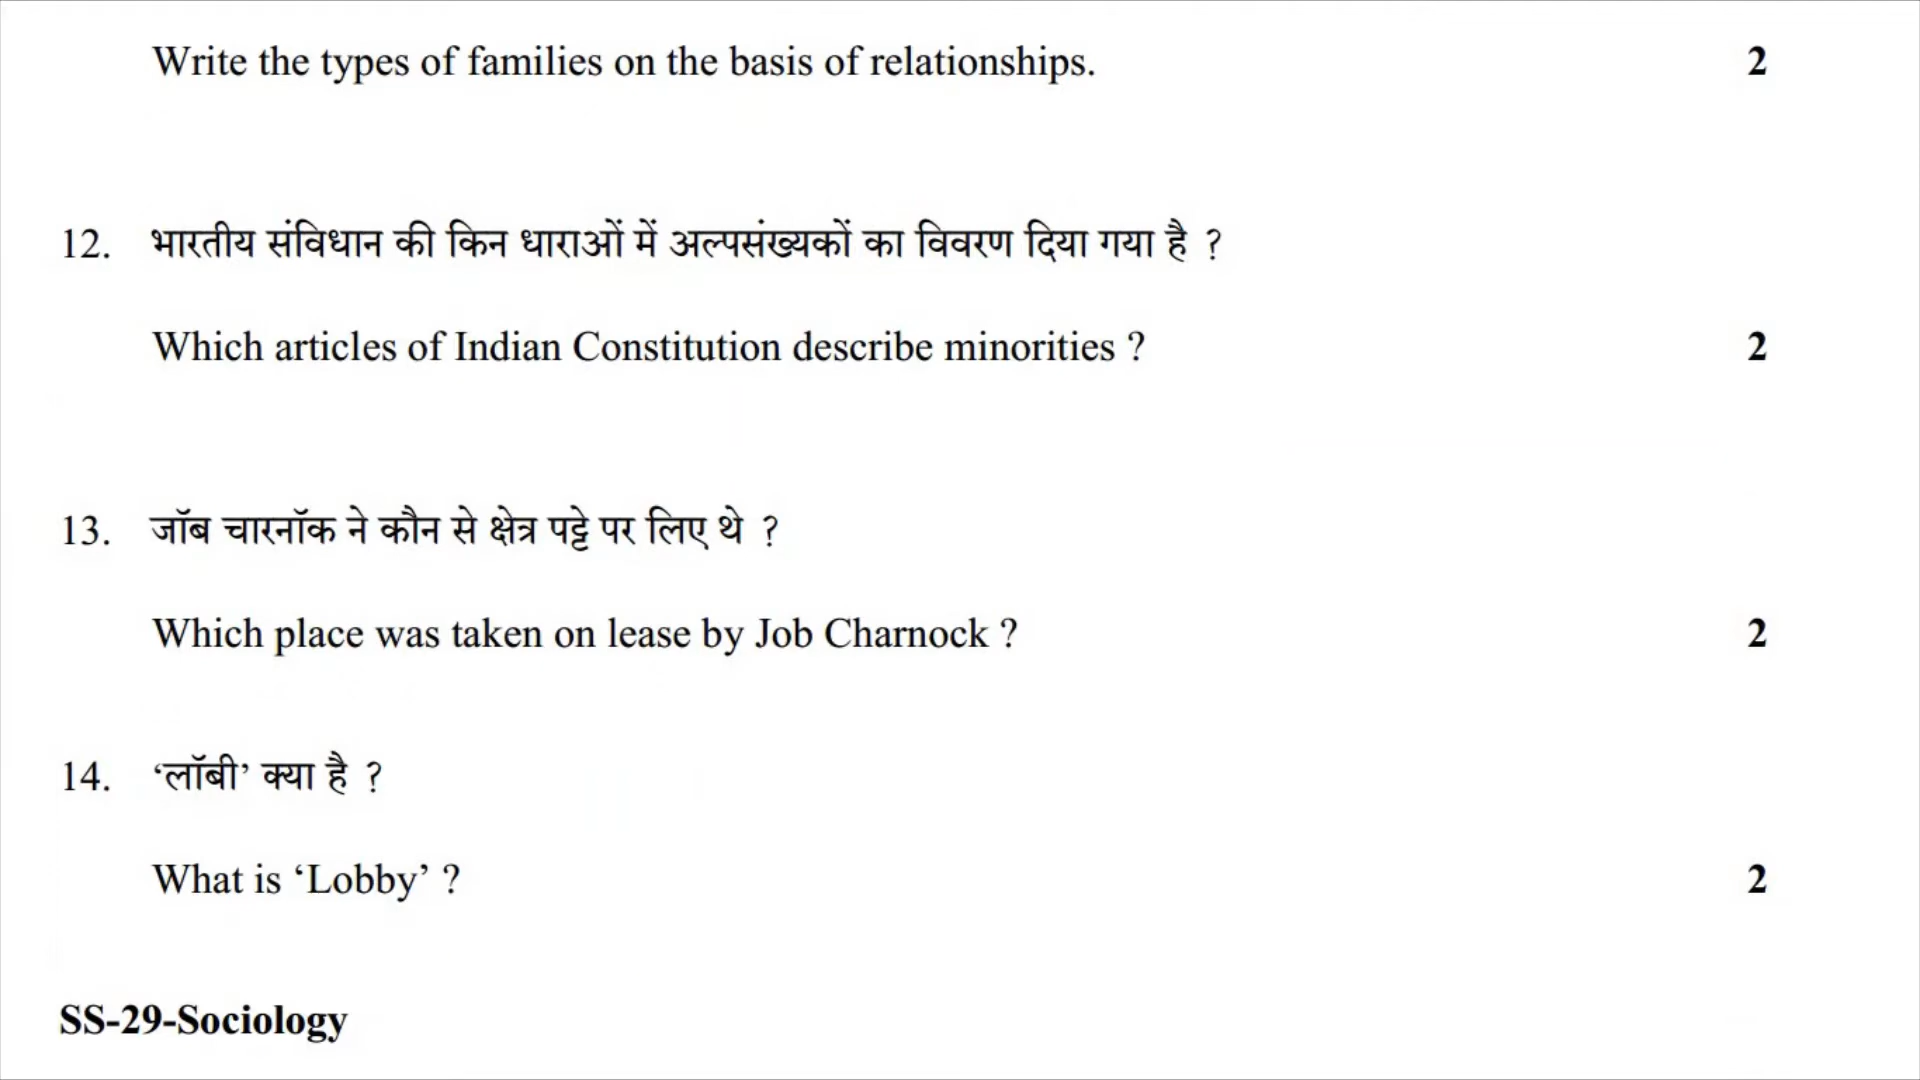 Write the types of families on the basis of relationships. 2
12. भारतीय संविधान की किन धाराओं में अल्पसंख्यकों का विवरण दिया गया है ?
Which articles of Indian Constitution describe minorities ? 2
13. जॉब चारनॉक ने कौन से क्षेत्र पट्टे पर लिए थे ?
Which place was taken on lease by Job Charnock ? 2
14. ‘लॉबी’ क्या है ?
What is ‘Lobby’ ? 2
SS-29-Sociology